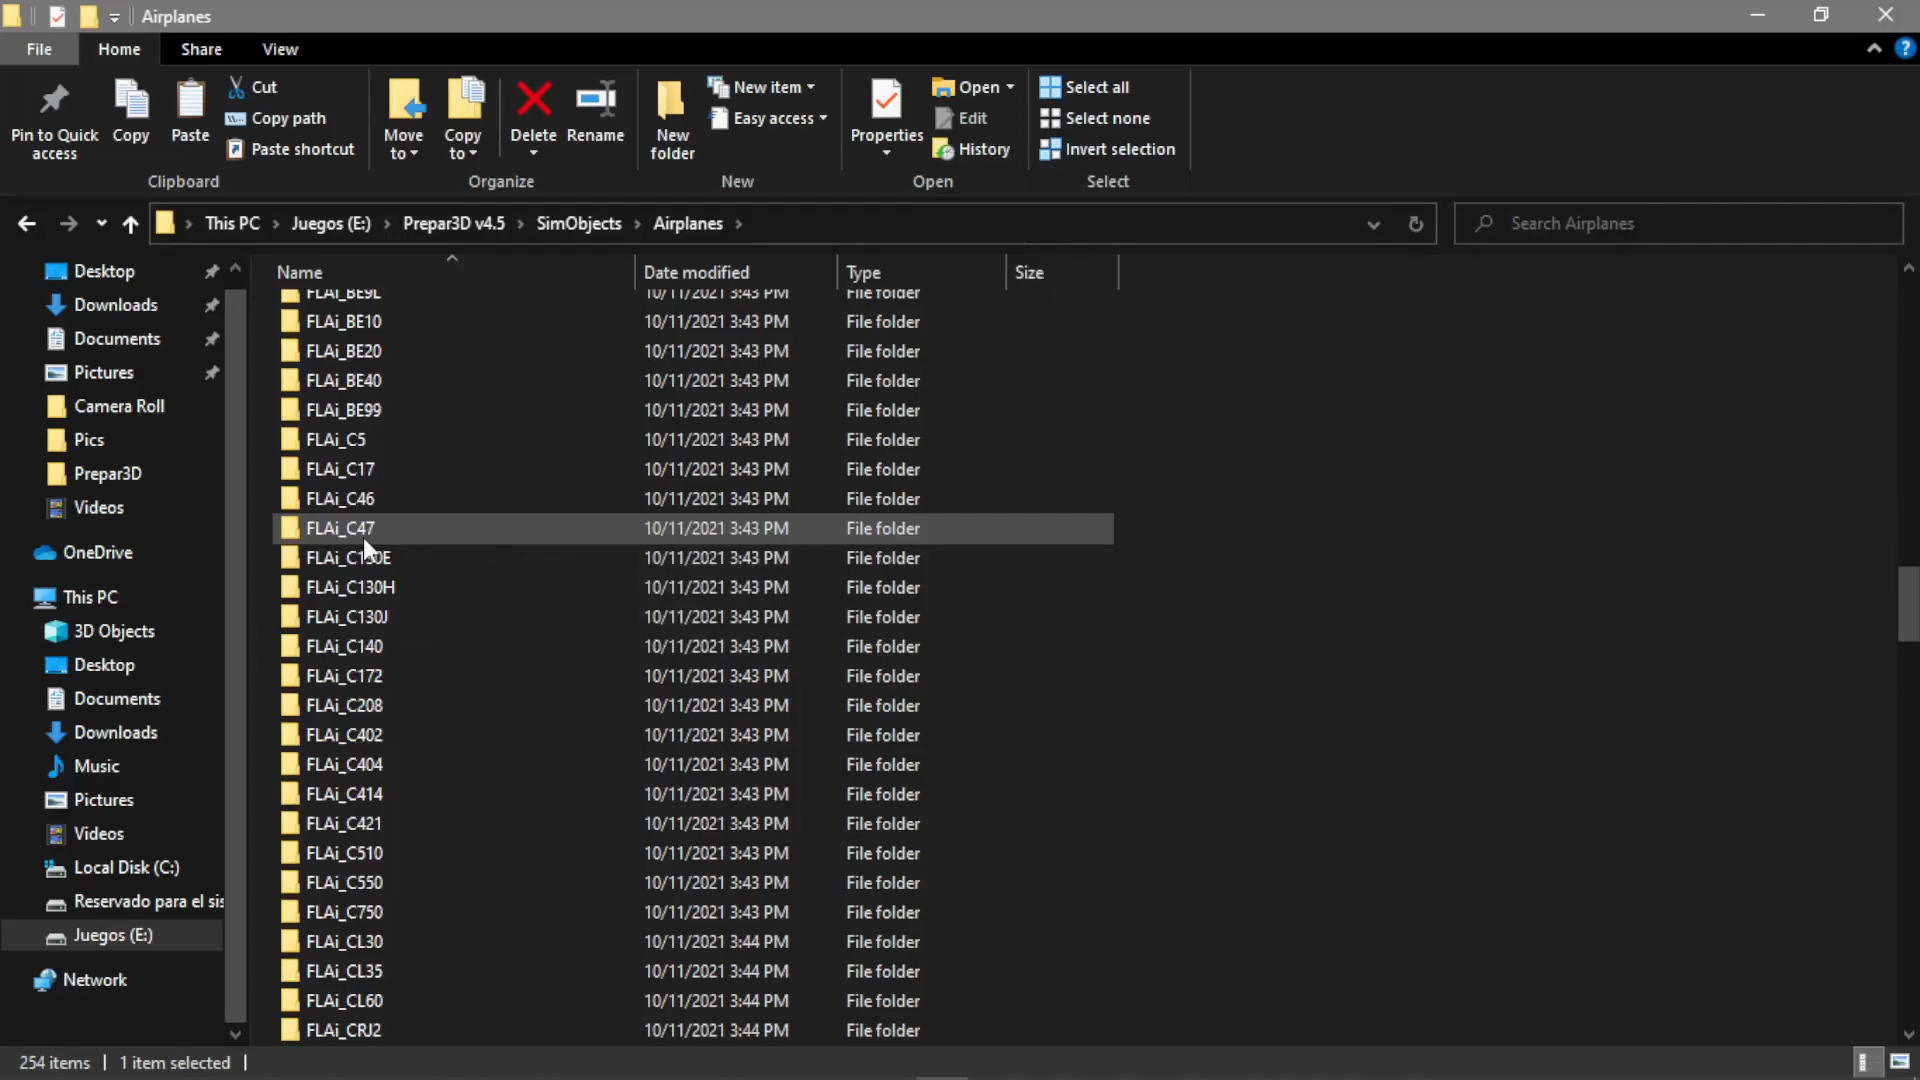 Airplanes
File Home Share View
Pin to Quick access
Copy
Paste
Cut
Copy path
Paste shortcut
Clipboard
Move to
Copy to
Delete
Rename
Organize
New folder
New item
Easy access
New
Properties
Open
Edit
History
Open
Select all
Select none
Invert selection
Select
This PC > Juegos (E:) > Prepar3D v4.5 > SimObjects > Airplanes >
Search Airplanes
Desktop
Downloads
Documents
Pictures
Camera Roll
Pics
Prepar3D
Videos
OneDrive
This PC
3D Objects
Desktop
Documents
Downloads
Music
Pictures
Videos
Local Disk (C:)
Reservado para el sis
Juegos (E:)
Network
Name Date modified Type Size
FLAi_BE9L 10/11/2021 3:43 PM File folder
FLAi_BE10 10/11/2021 3:43 PM File folder
FLAi_BE20 10/11/2021 3:43 PM File folder
FLAi_BE40 10/11/2021 3:43 PM File folder
FLAi_BE99 10/11/2021 3:43 PM File folder
FLAi_C5 10/11/2021 3:43 PM File folder
FLAi_C17 10/11/2021 3:43 PM File folder
FLAi_C46 10/11/2021 3:43 PM File folder
FLAi_C47 10/11/2021 3:43 PM File folder
FLAi_C130E 10/11/2021 3:43 PM File folder
FLAi_C130H 10/11/2021 3:43 PM File folder
FLAi_C130J 10/11/2021 3:43 PM File folder
FLAi_C140 10/11/2021 3:43 PM File folder
FLAi_C172 10/11/2021 3:43 PM File folder
FLAi_C208 10/11/2021 3:43 PM File folder
FLAi_C402 10/11/2021 3:43 PM File folder
FLAi_C404 10/11/2021 3:43 PM File folder
FLAi_C414 10/11/2021 3:43 PM File folder
FLAi_C421 10/11/2021 3:43 PM File folder
FLAi_C510 10/11/2021 3:43 PM File folder
FLAi_C550 10/11/2021 3:43 PM File folder
FLAi_C750 10/11/2021 3:43 PM File folder
FLAi_CL30 10/11/2021 3:44 PM File folder
FLAi_CL35 10/11/2021 3:44 PM File folder
FLAi_CL60 10/11/2021 3:44 PM File folder
FLAi_CRJ2 10/11/2021 3:44 PM File folder
254 items | 1 item selected |